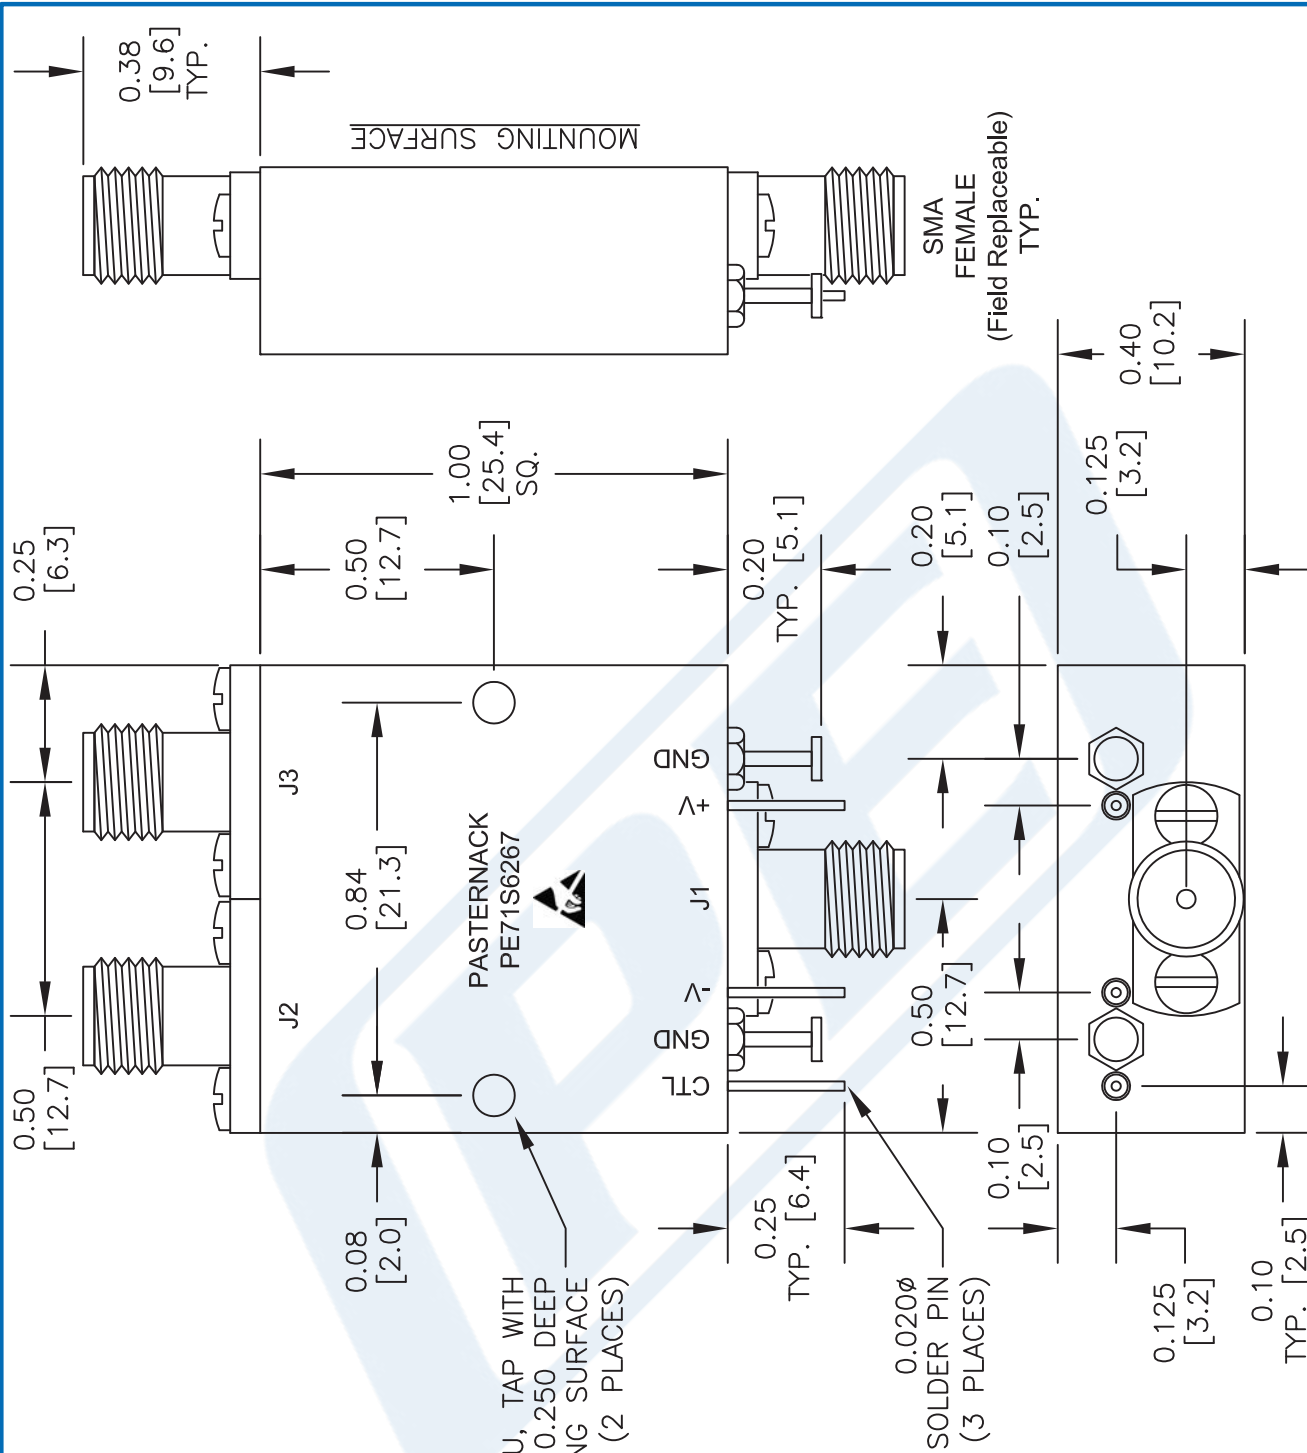 0.38
[9.6]
TYP.
MOUNTING SURFACE
SMA
FEMALE
(Field Replaceable)
TYP.
0.25
[6.3]
0.50
[12.7]
1.00
[25.4]
SQ.
0.50
[12.7]
0.20
TYP. [5.1]
0.84
[21.3]
0.08
[2.0]
J3
J2
PASTERNACK
PE71S6267
J1
GND
V+
V-
GND
CTL
0.25
TYP. [6.4]
U, TAP WITH
0.250 DEEP
NG SURFACE
(2 PLACES)
0.020ø
SOLDER PIN
(3 PLACES)
0.20
[5.1]
0.10
[2.5]
0.50
[12.7]
0.10
[2.5]
0.40
[10.2]
0.125
[3.2]
0.125
[3.2]
0.10
TYP. [2.5]
PE